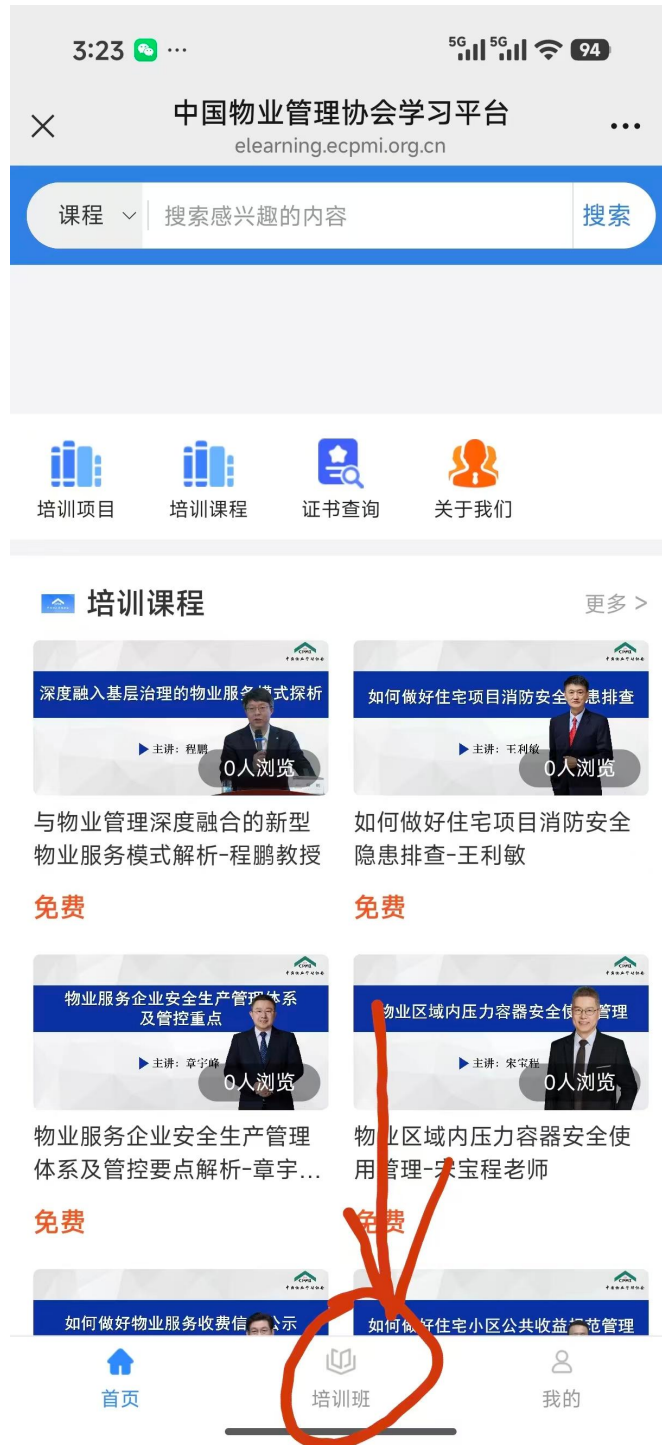 3:23 ...
5G 5G 94
中国物业管理协会学习平台
elearning.ecpmi.org.cn
课程 搜索感兴趣的内容 搜索
培训项目 培训课程 证书查询 关于我们
培训课程 更多 >
深度融入基层治理的物业服务模式探析
主讲：程鹏
0人浏览
与物业管理深度融合的新型
物业服务模式解析-程鹏教授
免费
如何做好住宅项目消防安全隐患排查
主讲：王利敏
0人浏览
如何做好住宅项目消防安全
隐患排查-王利敏
免费
物业服务企业安全生产管理体系
及管控重点
主讲：章宇峰
0人浏览
物业服务企业安全生产管理
体系及管控要点解析-章宇...
免费
物业区域内压力容器安全使用管理
主讲：宋宝程
0人浏览
物业区域内压力容器安全使
用管理-宋宝程老师
免费
如何做好物业服务收费信息公示
如何做好住宅小区公共收益规范管理
首页 培训班 我的